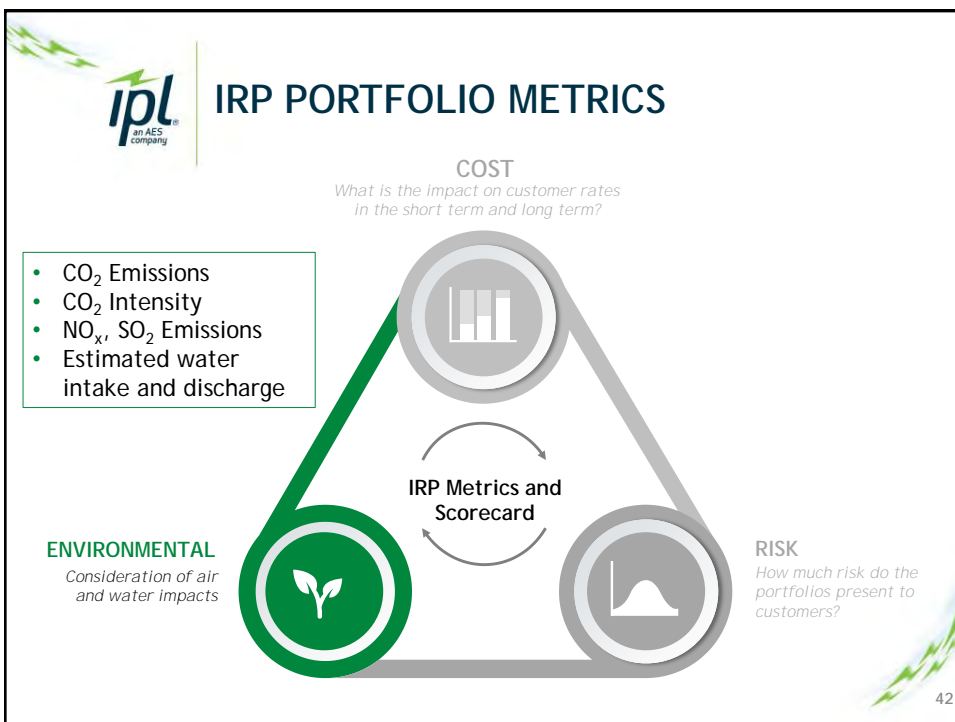 ipl®
an AES
company
IRP PORTFOLIO METRICS
COST
What is the impact on customer rates
in the short term and long term?
• CO₂ Emissions
• CO₂ Intensity
• NOₓ, SO₂ Emissions
• Estimated water
intake and discharge
IRP Metrics and
Scorecard
ENVIRONMENTAL
Consideration of air
and water impacts
RISK
How much risk do the
portfolios present to
customers?
42